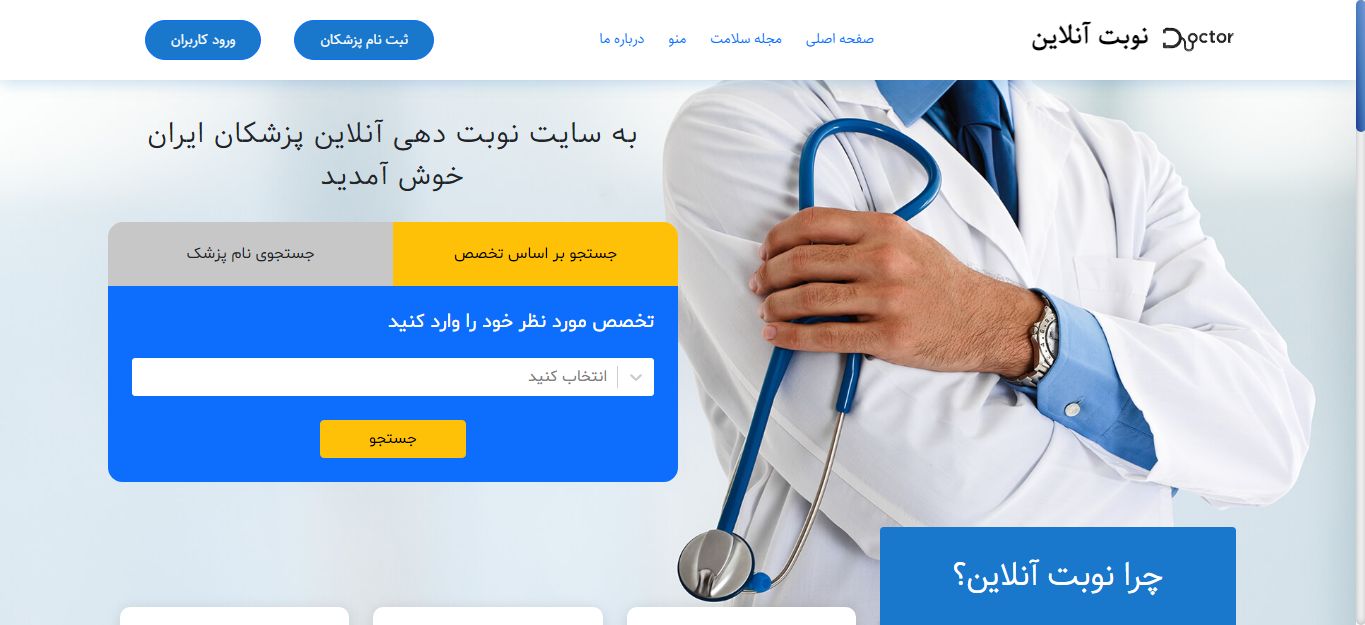 Doctor نوبت آنلاین
صفحه اصلی
مجله سلامت
منو
درباره ما
ثبت نام پزشکان
ورود کاربران
به سایت نوبت دهی آنلاین پزشکان ایران
خوش آمدید
جستجو بر اساس تخصص
جستجوی نام پزشک
تخصص مورد نظر خود را وارد کنید
انتخاب کنید
جستجو
چرا نوبت آنلاین؟